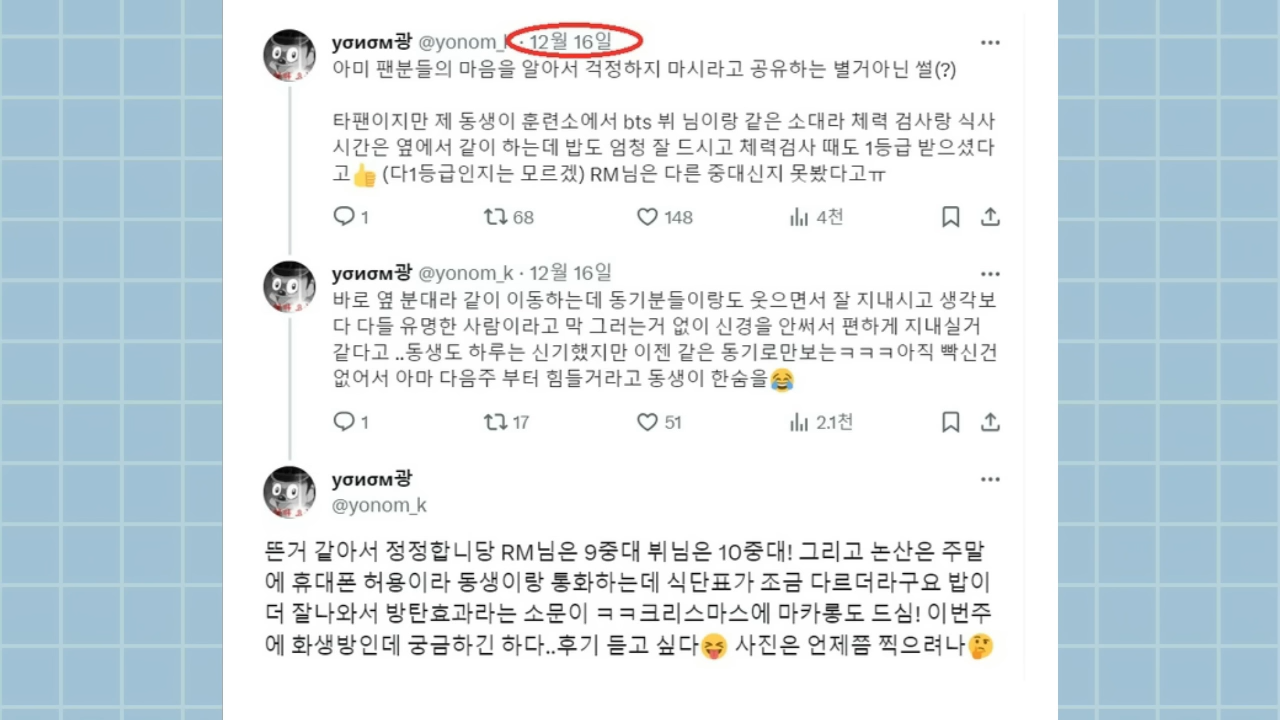 yσиσм광 @yonom_k · 12월 16일
아미 팬분들의 마음을 알아서 걱정하지 마시라고 공유하는 별거아닌 썰(?)
타팬이지만 제 동생이 훈련소에서 bts 뷔 님이랑 같은 소대라 체력 검사랑 식사
시간은 옆에서 같이 하는데 밥도 엄청 잘 드시고 체력검사 때도 1등급 받으셨다
고👍 (다1등급인지는 모르겠) RM님은 다른 중대신지 못봤다고ㅠ
1 68 148 4천
yσиσм광 @yonom_k · 12월 16일
바로 옆 분대라 같이 이동하는데 동기분들이랑도 웃으면서 잘 지내시고 생각보
다 다들 유명한 사람이라고 막 그러는거 없이 신경을 안써서 편하게 지내실거
같다고 ..동생도 하루는 신기했지만 이젠 같은 동기로만보는ㅋㅋㅋ아직 빡신건
없어서 아마 다음주 부터 힘들거라고 동생이 한숨을😂
1 17 51 2.1천
yσиσм광
@yonom_k
뜬거 같아서 정정합니당 RM님은 9중대 뷔님은 10중대! 그리고 논산은 주말
에 휴대폰 허용이라 동생이랑 통화하는데 식단표가 조금 다르더라구요 밥이
더 잘나와서 방탄효과라는 소문이 ㅋㅋ크리스마스에 마카롱도 드심! 이번주
에 화생방인데 궁금하긴 하다..후기 듣고 싶다😝 사진은 언제쯤 찍으려나🤔